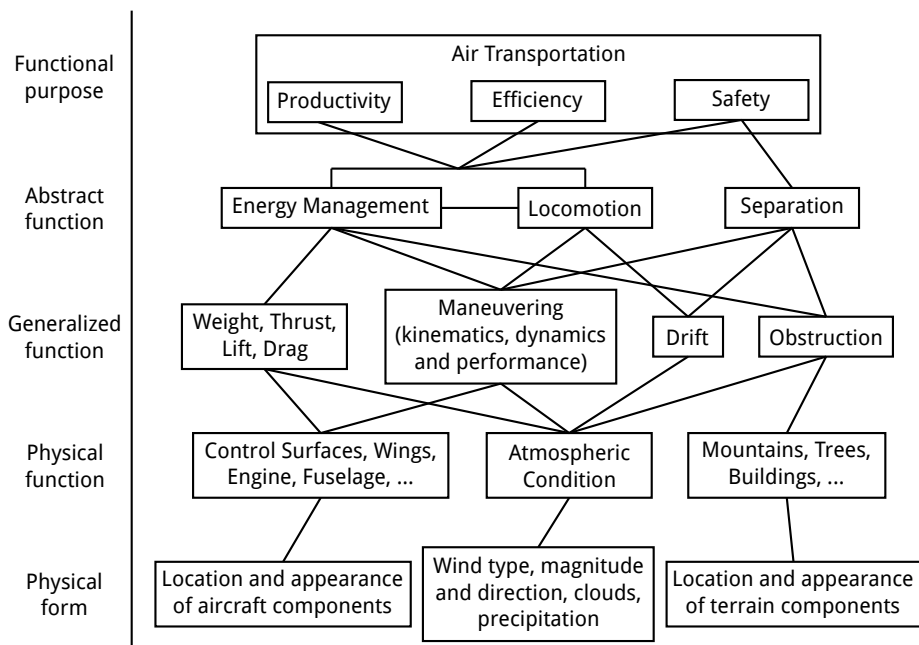 Functional
purpose
Air Transportation
Productivity
Efficiency
Safety
Abstract
function
Energy Management
Locomotion
Separation
Generalized
function
Weight, Thrust,
Lift, Drag
Maneuvering
(kinematics, dynamics
and performance)
Drift
Obstruction
Physical
function
Control Surfaces, Wings,
Engine, Fuselage, ...
Atmospheric
Condition
Mountains, Trees,
Buildings, ...
Physical
form
Location and appearance
of aircraft components
Wind type, magnitude
and direction, clouds,
precipitation
Location and appearance
of terrain components